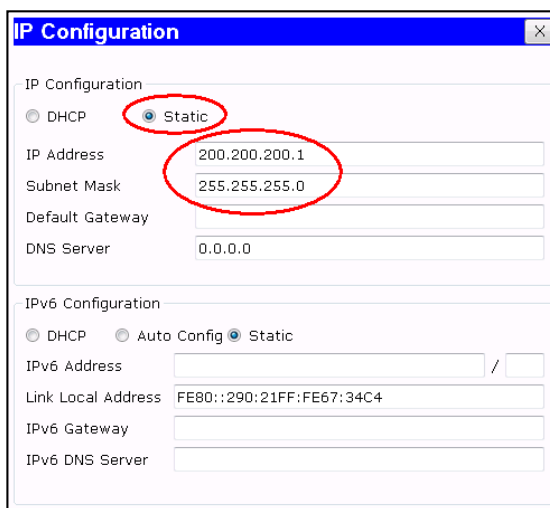 IP Configuration X
IP Configuration
DHCP Static
IP Address 200.200.200.1
Subnet Mask 255.255.255.0
Default Gateway
DNS Server 0.0.0.0
IPv6 Configuration
DHCP Auto Config Static
IPv6 Address /
Link Local Address FE80::290:21FF:FE67:34C4
IPv6 Gateway
IPv6 DNS Server